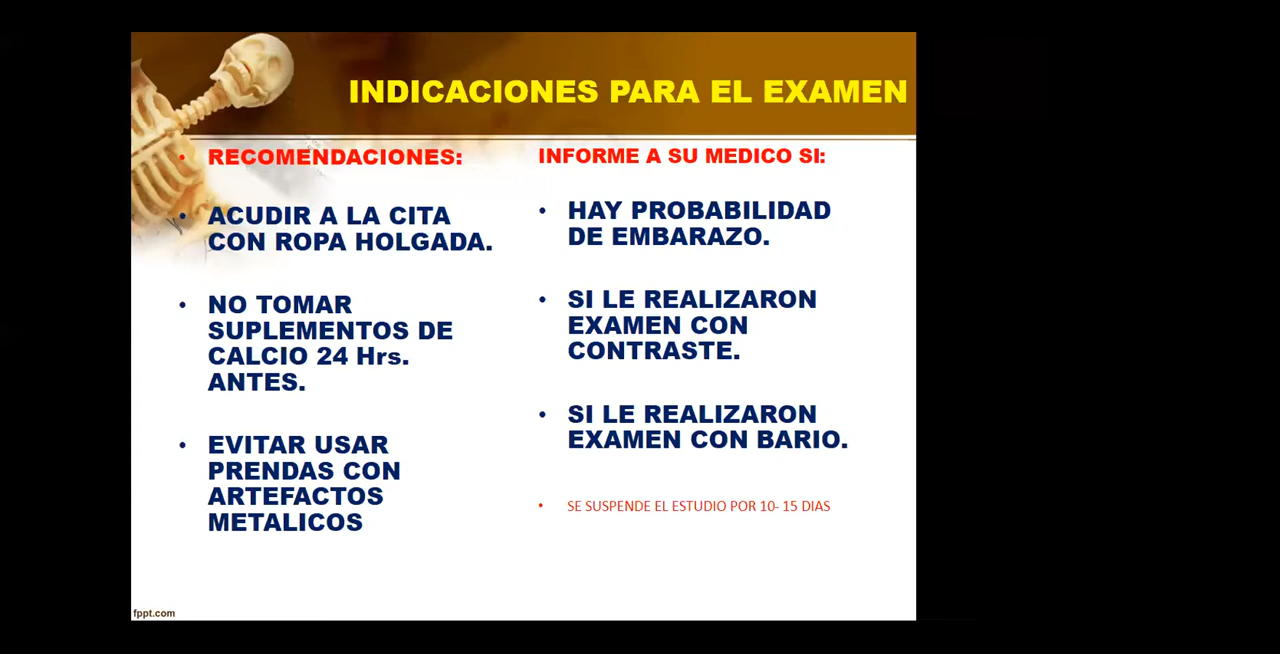 INDICACIONES PARA EL EXAMEN
• RECOMENDACIONES:
• ACUDIR A LA CITA
CON ROPA HOLGADA.
• NO TOMAR
SUPLEMENTOS DE
CALCIO 24 Hrs.
ANTES.
• EVITAR USAR
PRENDAS CON
ARTEFACTOS
METALICOS
INFORME A SU MEDICO SI:
• HAY PROBABILIDAD
DE EMBARAZO.
• SI LE REALIZARON
EXAMEN CON
CONTRASTE.
• SI LE REALIZARON
EXAMEN CON BARIO.
• SE SUSPENDE EL ESTUDIO POR 10- 15 DIAS
fppt.com